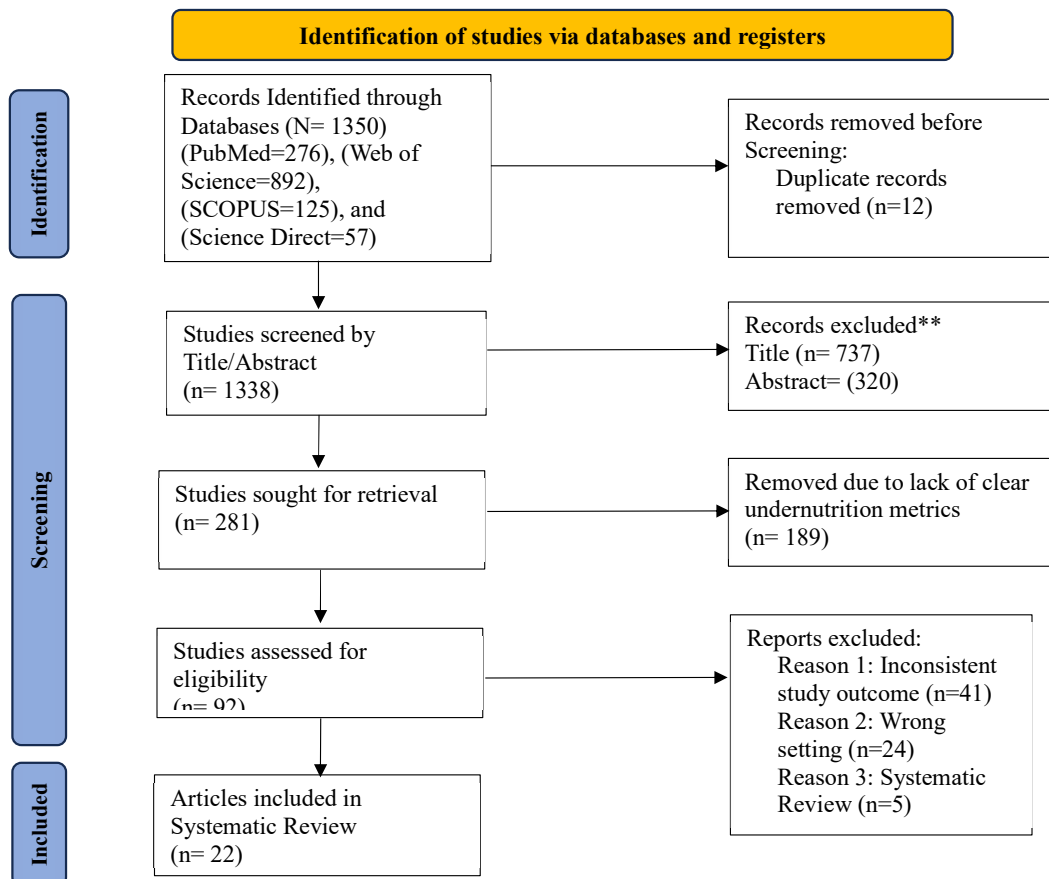 Identification of studies via databases and registers
Identification
Records Identified through
Databases (N= 1350)
(PubMed=276), (Web of
Science=892),
(SCOPUS=125), and
(Science Direct=57)
Records removed before
Screening:
Duplicate records
removed (n=12)
Screening
Studies screened by
Title/Abstract
(n= 1338)
Records excluded**
Title (n= 737)
Abstract= (320)
Studies sought for retrieval
(n= 281)
Removed due to lack of clear
undernutrition metrics
(n= 189)
Studies assessed for
eligibility
(n= 92)
Reports excluded:
Reason 1: Inconsistent
study outcome (n=41)
Reason 2: Wrong
setting (n=24)
Reason 3: Systematic
Review (n=5)
Included
Articles included in
Systematic Review
(n= 22)